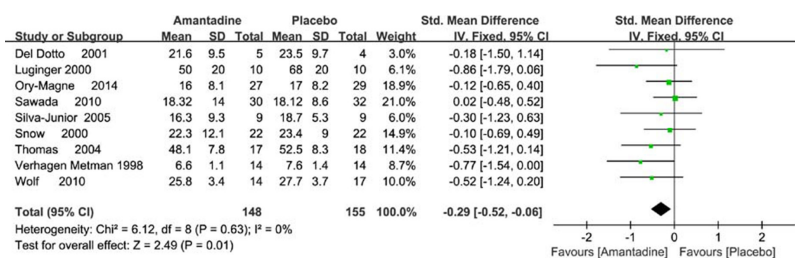 Amantadine Placebo Std. Mean Difference Std. Mean Difference
Study or Subgroup Mean SD Total Mean SD Total Weight IV. Fixed. 95% CI IV. Fixed. 95% CI
Del Dotto 2001 21.6 9.5 5 23.5 9.7 4 3.0% -0.18 [-1.50, 1.14]
Luginger 2000 50 20 10 68 20 10 6.1% -0.86 [-1.79, 0.06]
Ory-Magne 2014 16 8.1 27 17 8.2 29 18.9% -0.12 [-0.65, 0.40]
Sawada 2010 18.32 14 30 18.12 8.6 32 21.0% 0.02 [-0.48, 0.52]
Silva-Junior 2005 16.3 9.3 9 18.7 5.3 9 6.0% -0.30 [-1.23, 0.63]
Snow 2000 22.3 12.1 22 23.4 9 22 14.9% -0.10 [-0.69, 0.49]
Thomas 2004 48.1 7.8 17 52.5 8.3 18 11.4% -0.53 [-1.21, 0.14]
Verhagen Metman 1998 6.6 1.1 14 7.6 1.4 14 8.8% -0.77 [-1.54, 0.00]
Wolf 2010 25.8 3.4 14 27.7 3.7 17 10.0% -0.52 [-1.24, 0.20]
Total (95% CI) 148 155 100.0% -0.29 [-0.52, -0.06]
Heterogeneity: Chi² = 6.12, df = 8 (P = 0.63); I² = 0%
Test for overall effect: Z = 2.49 (P = 0.01)
-2 -1 0 1 2
Favours [Amantadine] Favours [Placebo]